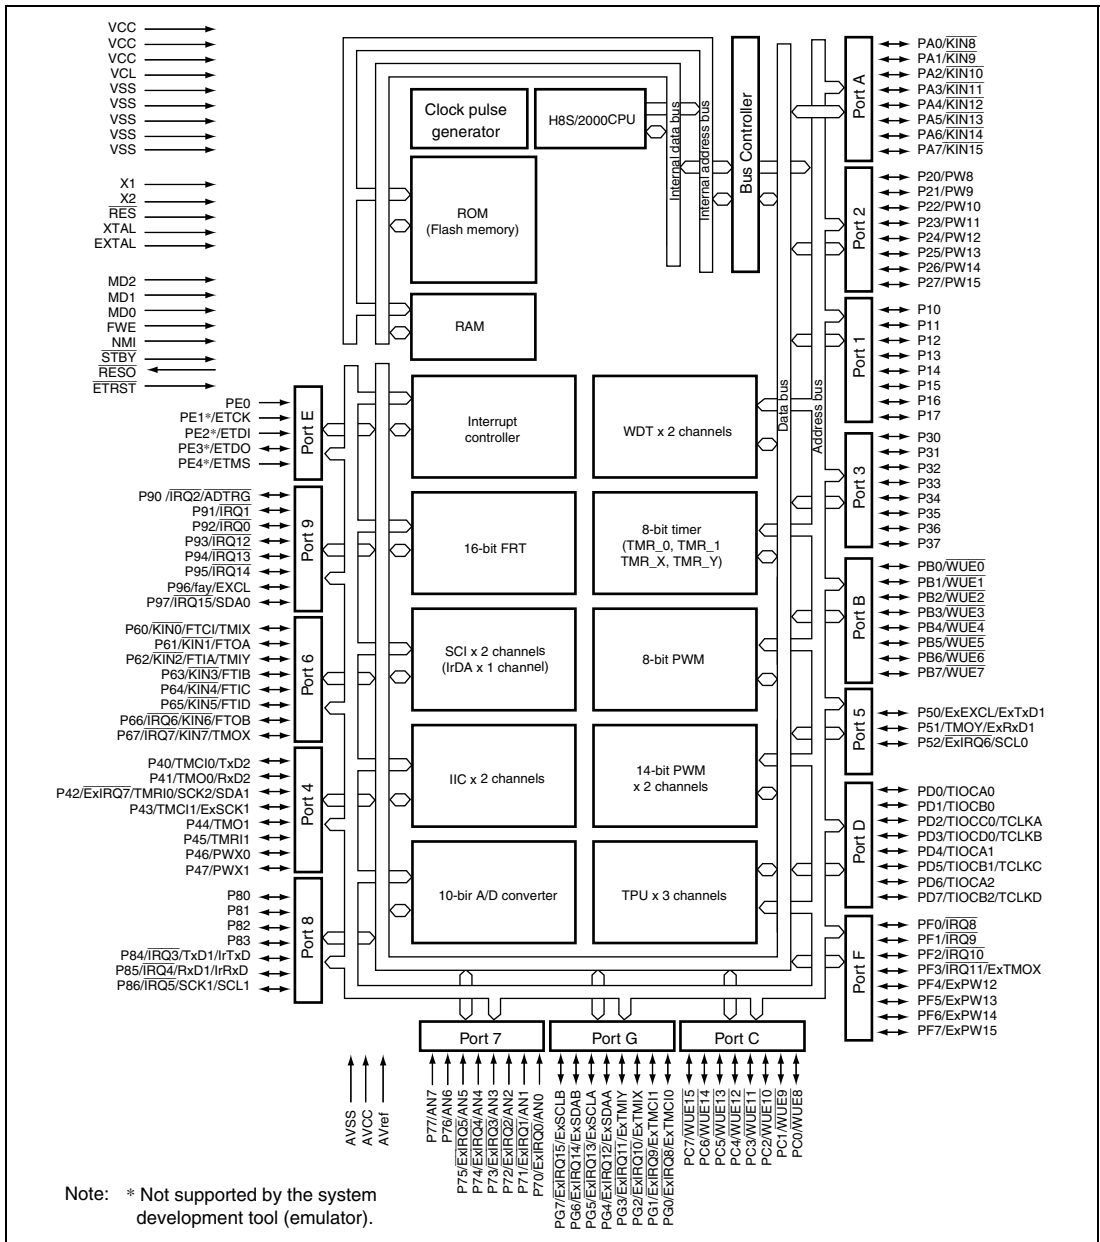 VCC
VCC
VCC
VCL
VSS
VSS
VSS
VSS
VSS
X1
X2
RES
XTAL
EXTAL
MD2
MD1
MD0
FWE
NMI
STBY
RESO
ETRST
PE0
PE1*/ETCK
PE2*/ETDI
PE3*/ETDO
PE4*/ETMS
Port E
P90 /IRQ2/ADTRG
P91/IRQ1
P92/IRQ0
P93/IRQ12
P94/IRQ13
P95/IRQ14
P96/fay/EXCL
P97/IRQ15/SDA0
Port 9
P60/KIN0/FTCI/TMIX
P61/KIN1/FTOA
P62/KIN2/FTIA/TMIY
P63/KIN3/FTIB
P64/KIN4/FTIC
P65/KIN5/FTID
P66/IRQ6/KIN6/FTOB
P67/IRQ7/KIN7/TMOX
Port 6
P40/TMCI0/TxD2
P41/TMO0/RxD2
P42/ExIRQ7/TMRI0/SCK2/SDA1
P43/TMCI1/ExSCK1
P44/TMO1
P45/TMRI1
P46/PWX0
P47/PWX1
Port 4
P80
P81
P82
P83
P84/IRQ3/TxD1/IrTxD
P85/IRQ4/RxD1/IrRxD
P86/IRQ5/SCK1/SCL1
Port 8
Clock pulse
generator
H8S/2000CPU
ROM
(Flash memory)
RAM
Internal data bus
Internal address bus
Bus Controller
Interrupt
controller
WDT x 2 channels
16-bit FRT
8-bit timer
(TMR_0, TMR_1
TMR_X, TMR_Y)
SCI x 2 channels
(IrDA x 1 channel)
8-bit PWM
IIC x 2 channels
14-bit PWM
x 2 channels
10-bir A/D converter
TPU x 3 channels
Data bus
Address bus
Port A
PA0/KIN8
PA1/KIN9
PA2/KIN10
PA3/KIN11
PA4/KIN12
PA5/KIN13
PA6/KIN14
PA7/KIN15
Port 2
P20/PW8
P21/PW9
P22/PW10
P23/PW11
P24/PW12
P25/PW13
P26/PW14
P27/PW15
Port 1
P10
P11
P12
P13
P14
P15
P16
P17
Port 3
P30
P31
P32
P33
P34
P35
P36
P37
Port B
PB0/WUE0
PB1/WUE1
PB2/WUE2
PB3/WUE3
PB4/WUE4
PB5/WUE5
PB6/WUE6
PB7/WUE7
Port 5
P50/ExEXCL/ExTxD1
P51/TMOY/ExRxD1
P52/ExIRQ6/SCL0
Port D
PD0/TIOCA0
PD1/TIOCB0
PD2/TIOCC0/TCLKA
PD3/TIOCD0/TCLKB
PD4/TIOCA1
PD5/TIOCB1/TCLKC
PD6/TIOCA2
PD7/TIOCB2/TCLKD
Port F
PF0/IRQ8
PF1/IRQ9
PF2/IRQ10
PF3/IRQ11/ExTMOX
PF4/ExPW12
PF5/ExPW13
PF6/ExPW14
PF7/ExPW15
Port 7
Port G
Port C
AVSS
AVCC
AVref
P77/AN7
P76/AN6
P75/ExIRQ5/AN5
P74/ExIRQ4/AN4
P73/ExIRQ3/AN3
P72/ExIRQ2/AN2
P71/ExIRQ1/AN1
P70/ExIRQ0/AN0
PG7/ExIRQ15/ExSCLB
PG6/ExIRQ14/ExSDAB
PG5/ExIRQ13/ExSCLA
PG4/ExIRQ12/ExSDAA
PG3/ExIRQ11/ExTMIY
PG2/ExIRQ10/ExTMIX
PG1/ExIRQ9/ExTMCI1
PG0/ExIRQ8/ExTMCI0
PC7/WUE15
PC6/WUE14
PC5/WUE13
PC4/WUE12
PC3/WUE11
PC2/WUE10
PC1/WUE9
PC0/WUE8
Note: * Not supported by the system
development tool (emulator).